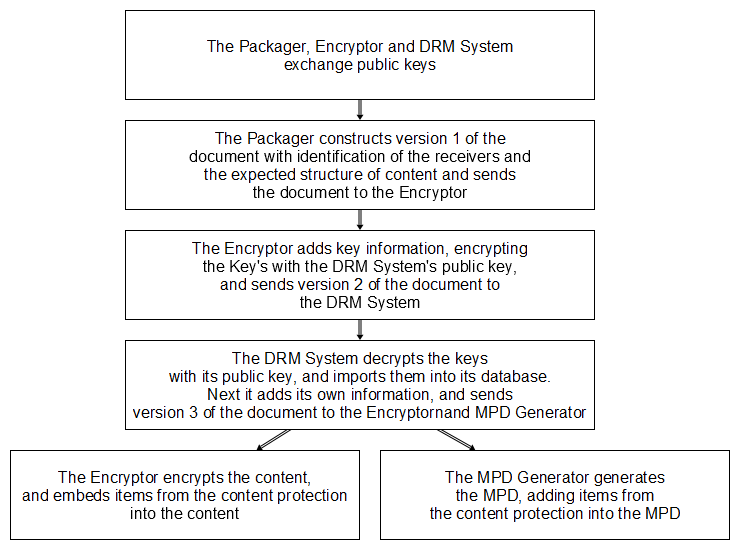 The Packager, Encryptor and DRM System
exchange public keys
The Packager constructs version 1 of the
document with identification of the receivers and
the expected structure of content and sends
the document to the Encryptor
The Encryptor adds key information, encrypting
the Key's with the DRM System's public key,
and sends version 2 of the document to
the DRM System
The DRM System decrypts the keys
with its public key, and imports them into its database.
Next it adds its own information, and sends
version 3 of the document to the Encryptornand MPD Generator
The Encryptor encrypts the content,
and embeds items from the content protection
into the content
The MPD Generator generates
the MPD, adding items from
the content protection into the MPD